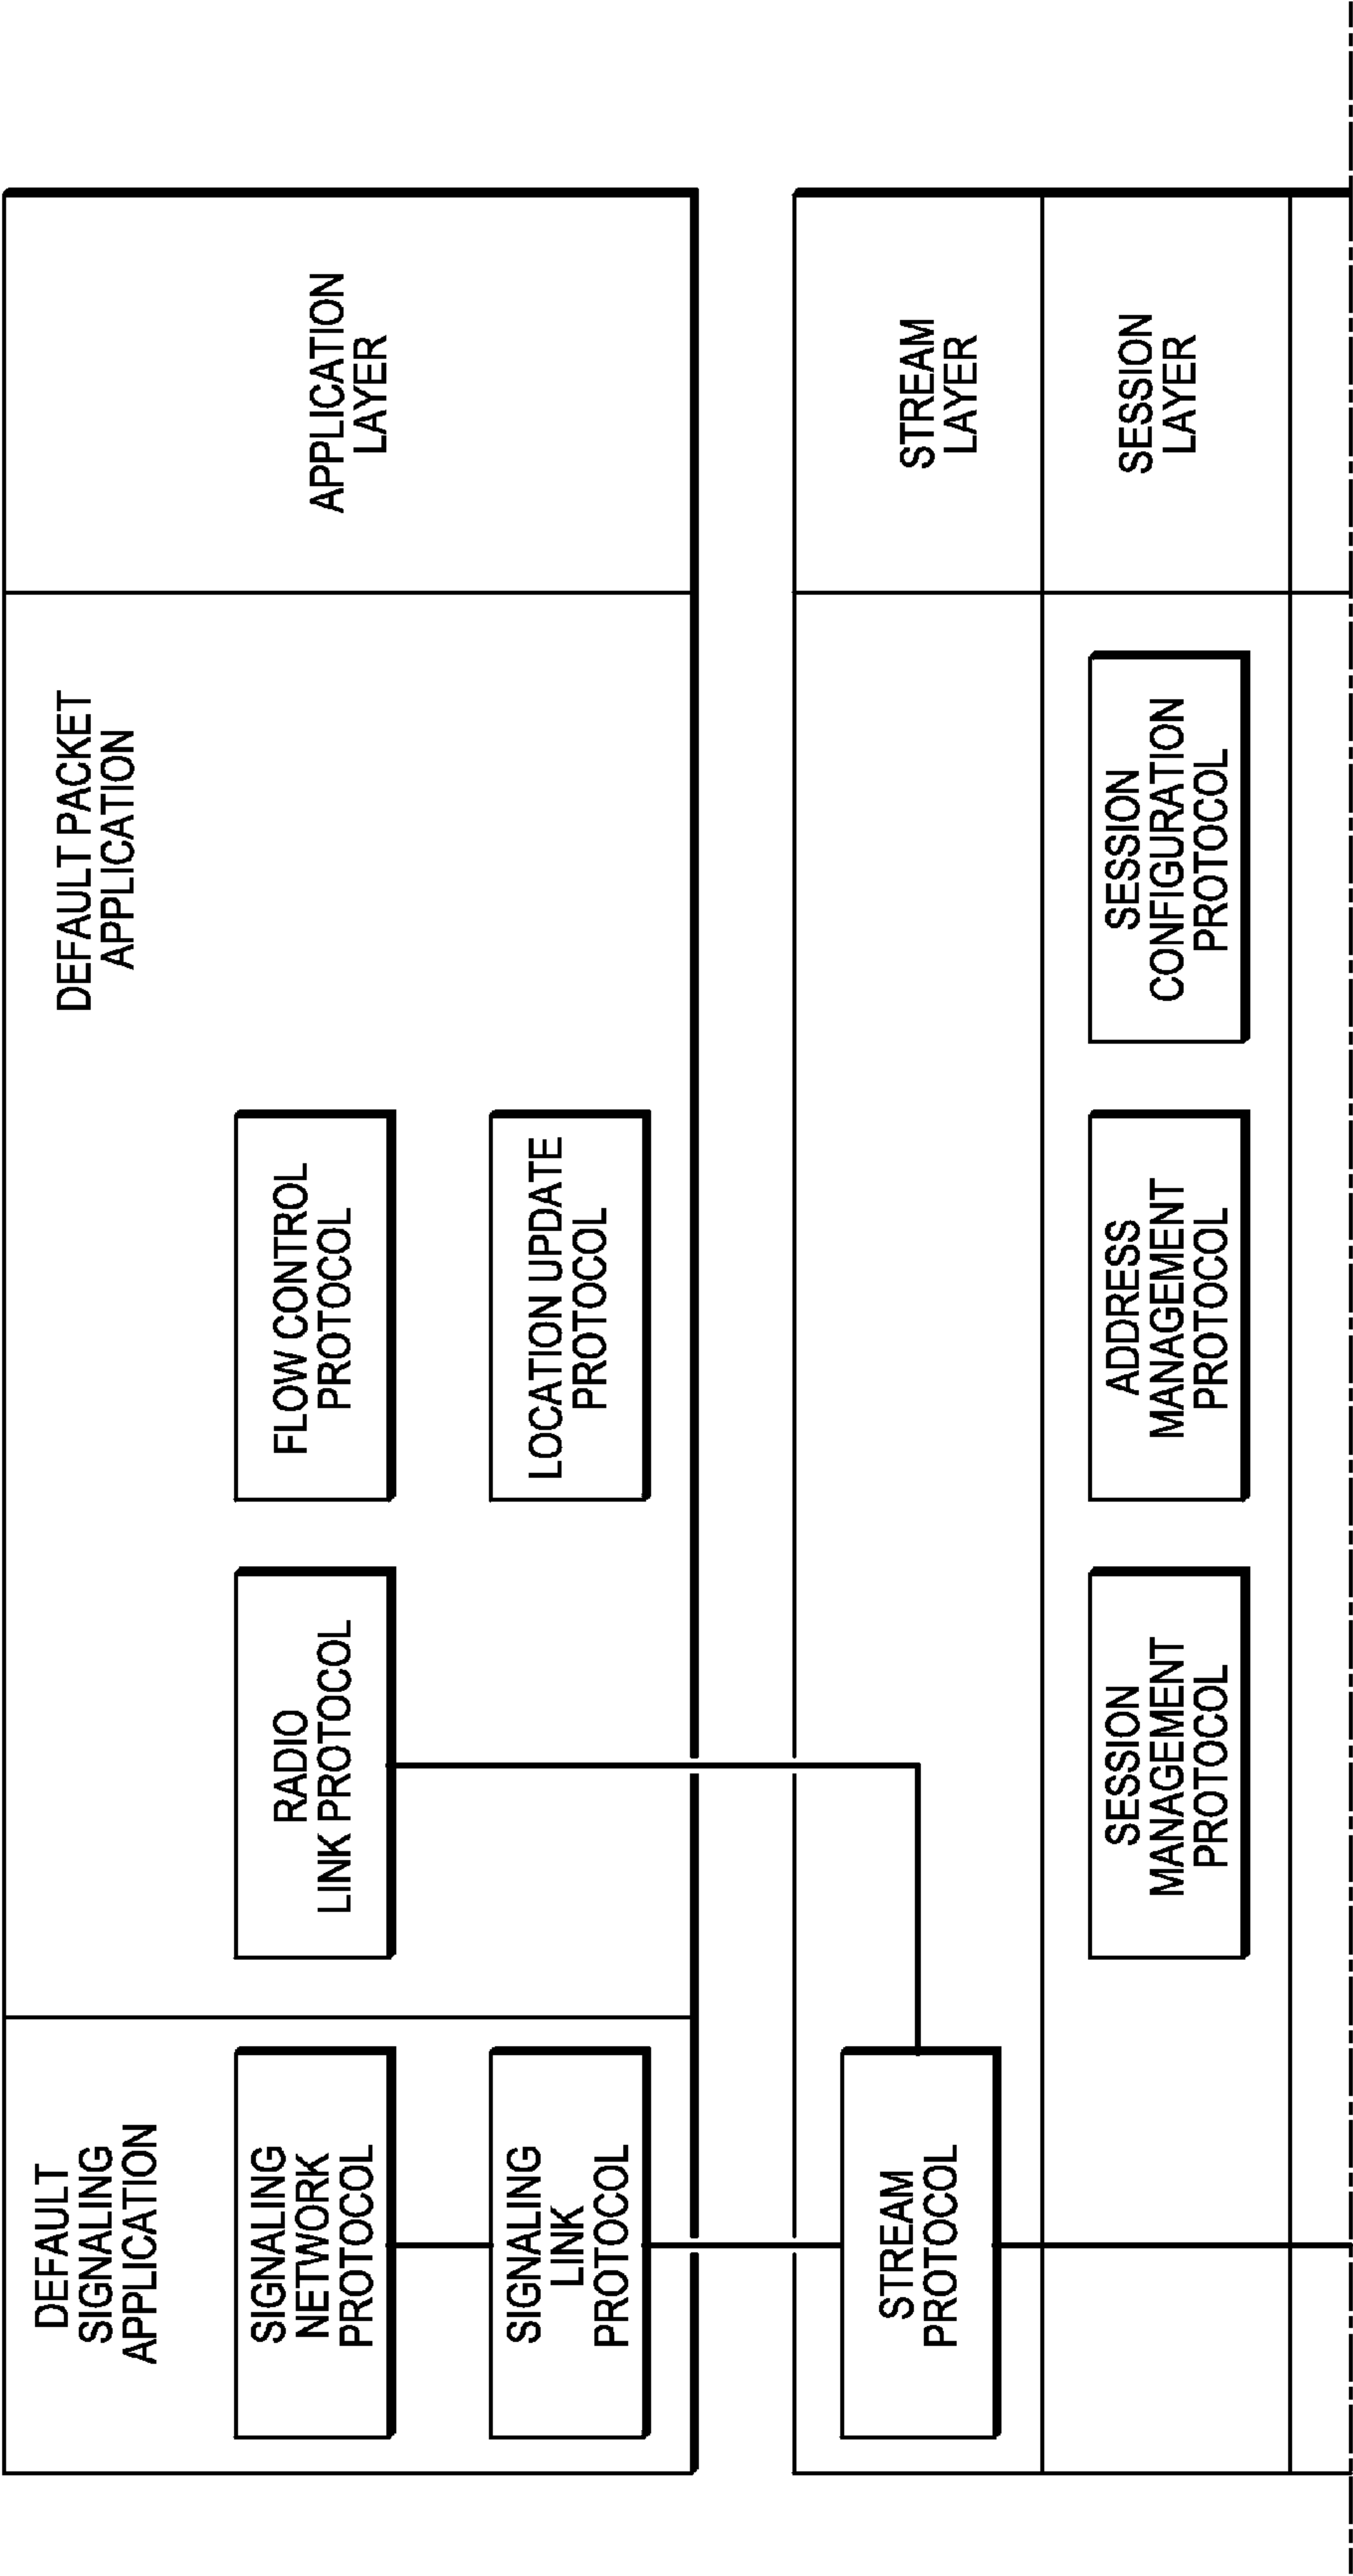 DEFAULT
SIGNALING
APPLICATION
SIGNALING
NETWORK
PROTOCOL
SIGNALING
LINK
PROTOCOL
DEFAULT PACKET
APPLICATION
RADIO
LINK PROTOCOL
FLOW CONTROL
PROTOCOL
LOCATION UPDATE
PROTOCOL
APPLICATION
LAYER
STREAM
PROTOCOL
STREAM
LAYER
SESSION
MANAGEMENT
PROTOCOL
ADDRESS
MANAGEMENT
PROTOCOL
SESSION
CONFIGURATION
PROTOCOL
SESSION
LAYER